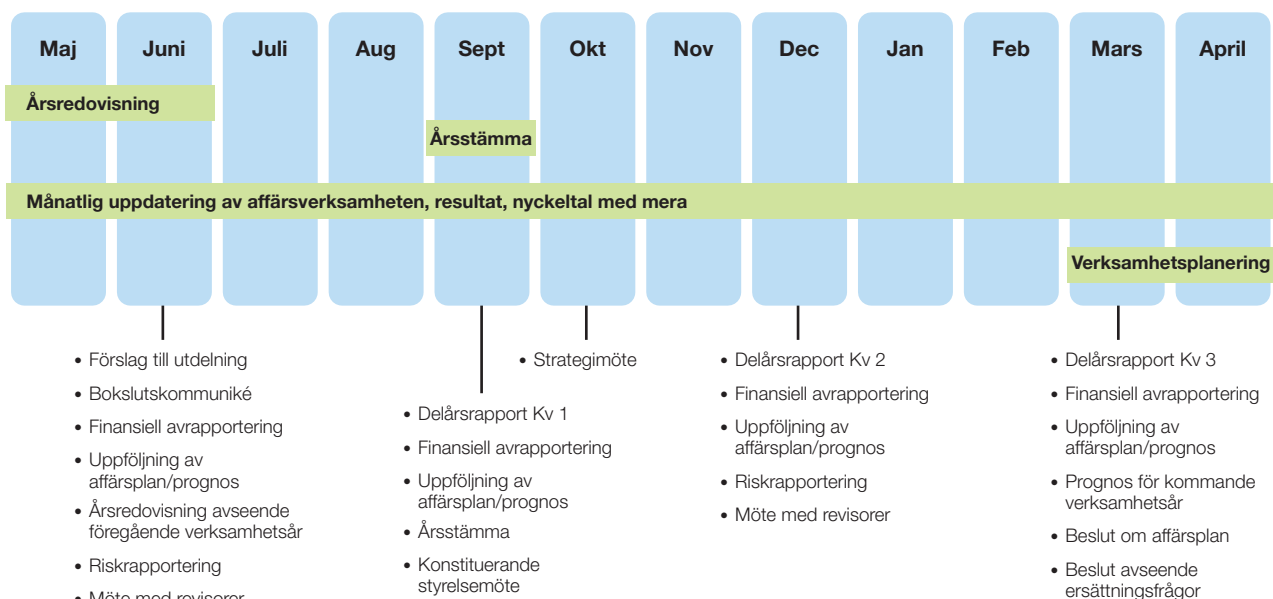 Maj Juni Juli Aug Sept Okt Nov Dec Jan Feb Mars April
Årsredovisning
Årsstämma
Månatlig uppdatering av affärsverksamheten, resultat, nyckeltal med mera
Verksamhetsplanering
• Förslag till utdelning
• Bokslutskommuniké
• Finansiell avrapportering
• Uppföljning av
affärsplan/prognos
• Årsredovisning avseende
föregående verksamhetsår
• Riskrapportering
• Möte med revisorer
• Delårsrapport Kv 1
• Finansiell avrapportering
• Uppföljning av
affärsplan/prognos
• Årsstämma
• Konstituerande
styrelsemöte
• Strategimöte
• Delårsrapport Kv 2
• Finansiell avrapportering
• Uppföljning av
affärsplan/prognos
• Riskrapportering
• Möte med revisorer
• Delårsrapport Kv 3
• Finansiell avrapportering
• Uppföljning av
affärsplan/prognos
• Prognos för kommande
verksamhetsår
• Beslut om affärsplan
• Beslut avseende
ersättningsfrågor